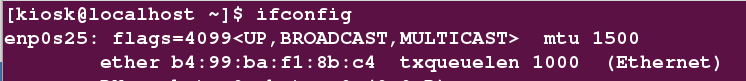 [kiosk@localhost ~]$ ifconfig
enp0s25: flags=4099<UP,BROADCAST,MULTICAST>  mtu 1500
        ether b4:99:ba:f1:8b:c4  txqueuelen 1000  (Ethernet)